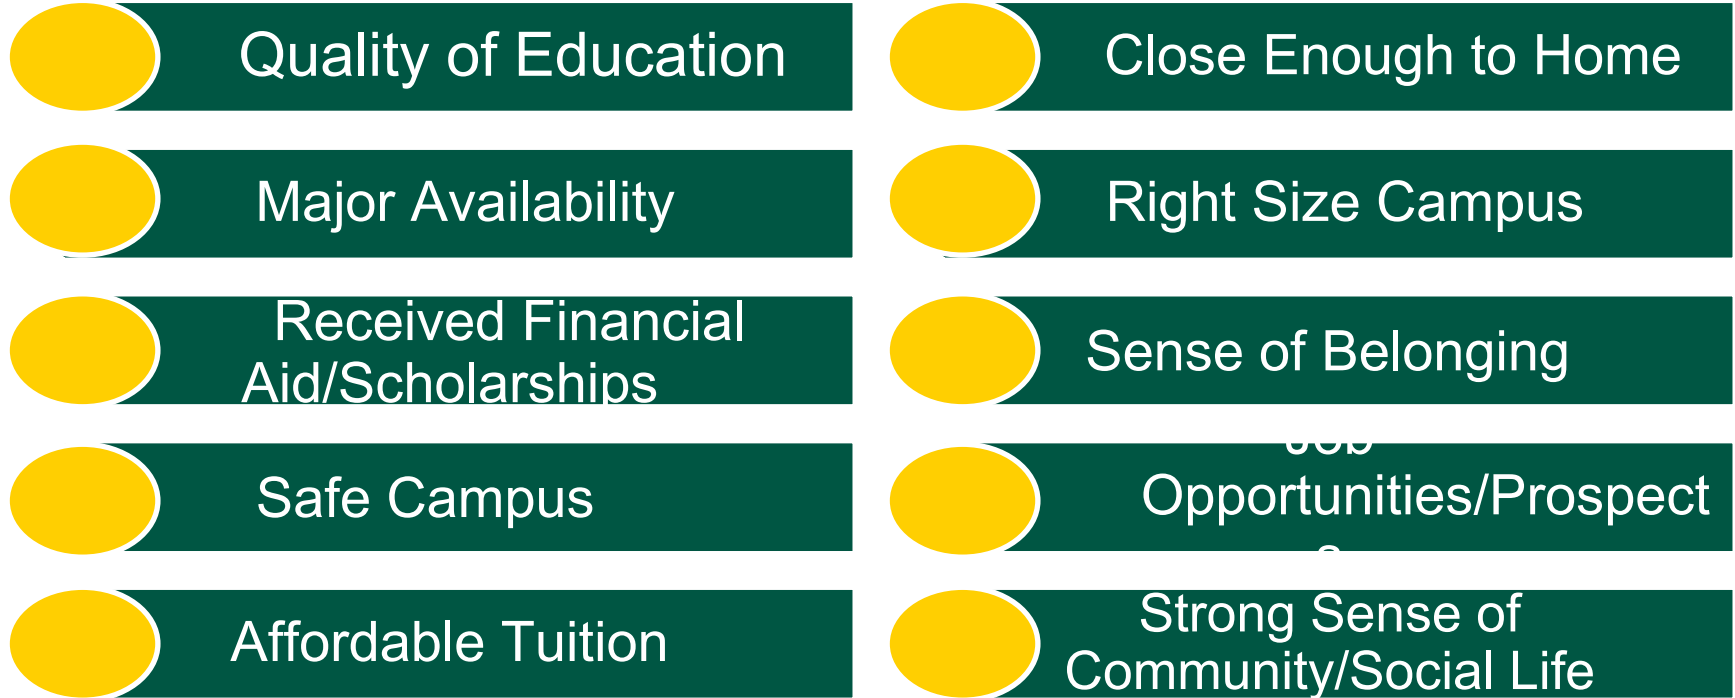 Quality of Education
Major Availability
Received Financial
Aid/Scholarships
Safe Campus
Affordable Tuition
Close Enough to Home
Right Size Campus
Sense of Belonging
Job
Opportunities/Prospect
s
Strong Sense of
Community/Social Life